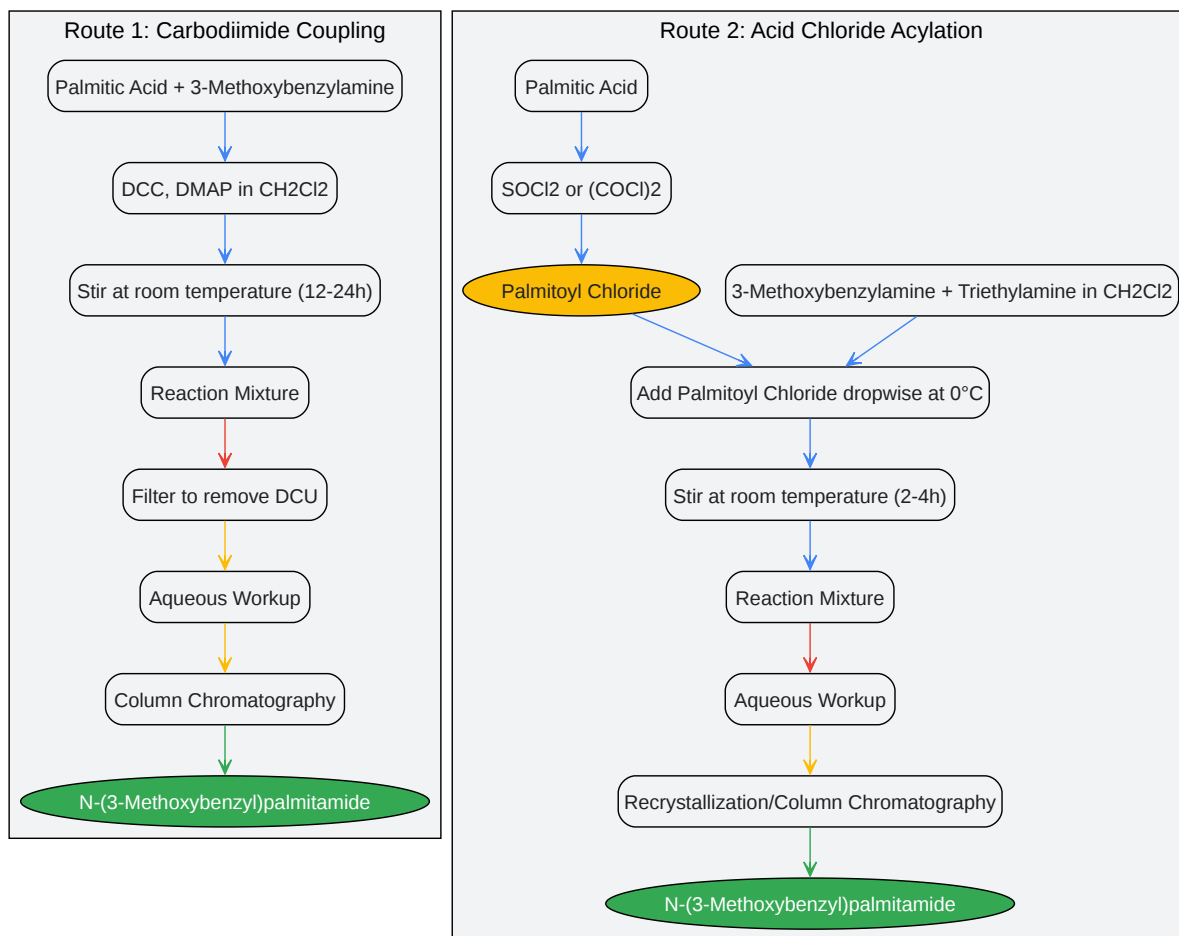 Route 1: Carbodiimide Coupling
Palmitic Acid + 3-Methoxybenzylamine
DCC, DMAP in CH2Cl2
Stir at room temperature (12-24h)
Reaction Mixture
Filter to remove DCU
Aqueous Workup
Column Chromatography
N-(3-Methoxybenzyl)palmitamide
Route 2: Acid Chloride Acylation
Palmitic Acid
SOCl2 or (COCl)2
Palmitoyl Chloride
3-Methoxybenzylamine + Triethylamine in CH2Cl2
Add Palmitoyl Chloride dropwise at 0°C
Stir at room temperature (2-4h)
Reaction Mixture
Aqueous Workup
Recrystallization/Column Chromatography
N-(3-Methoxybenzyl)palmitamide